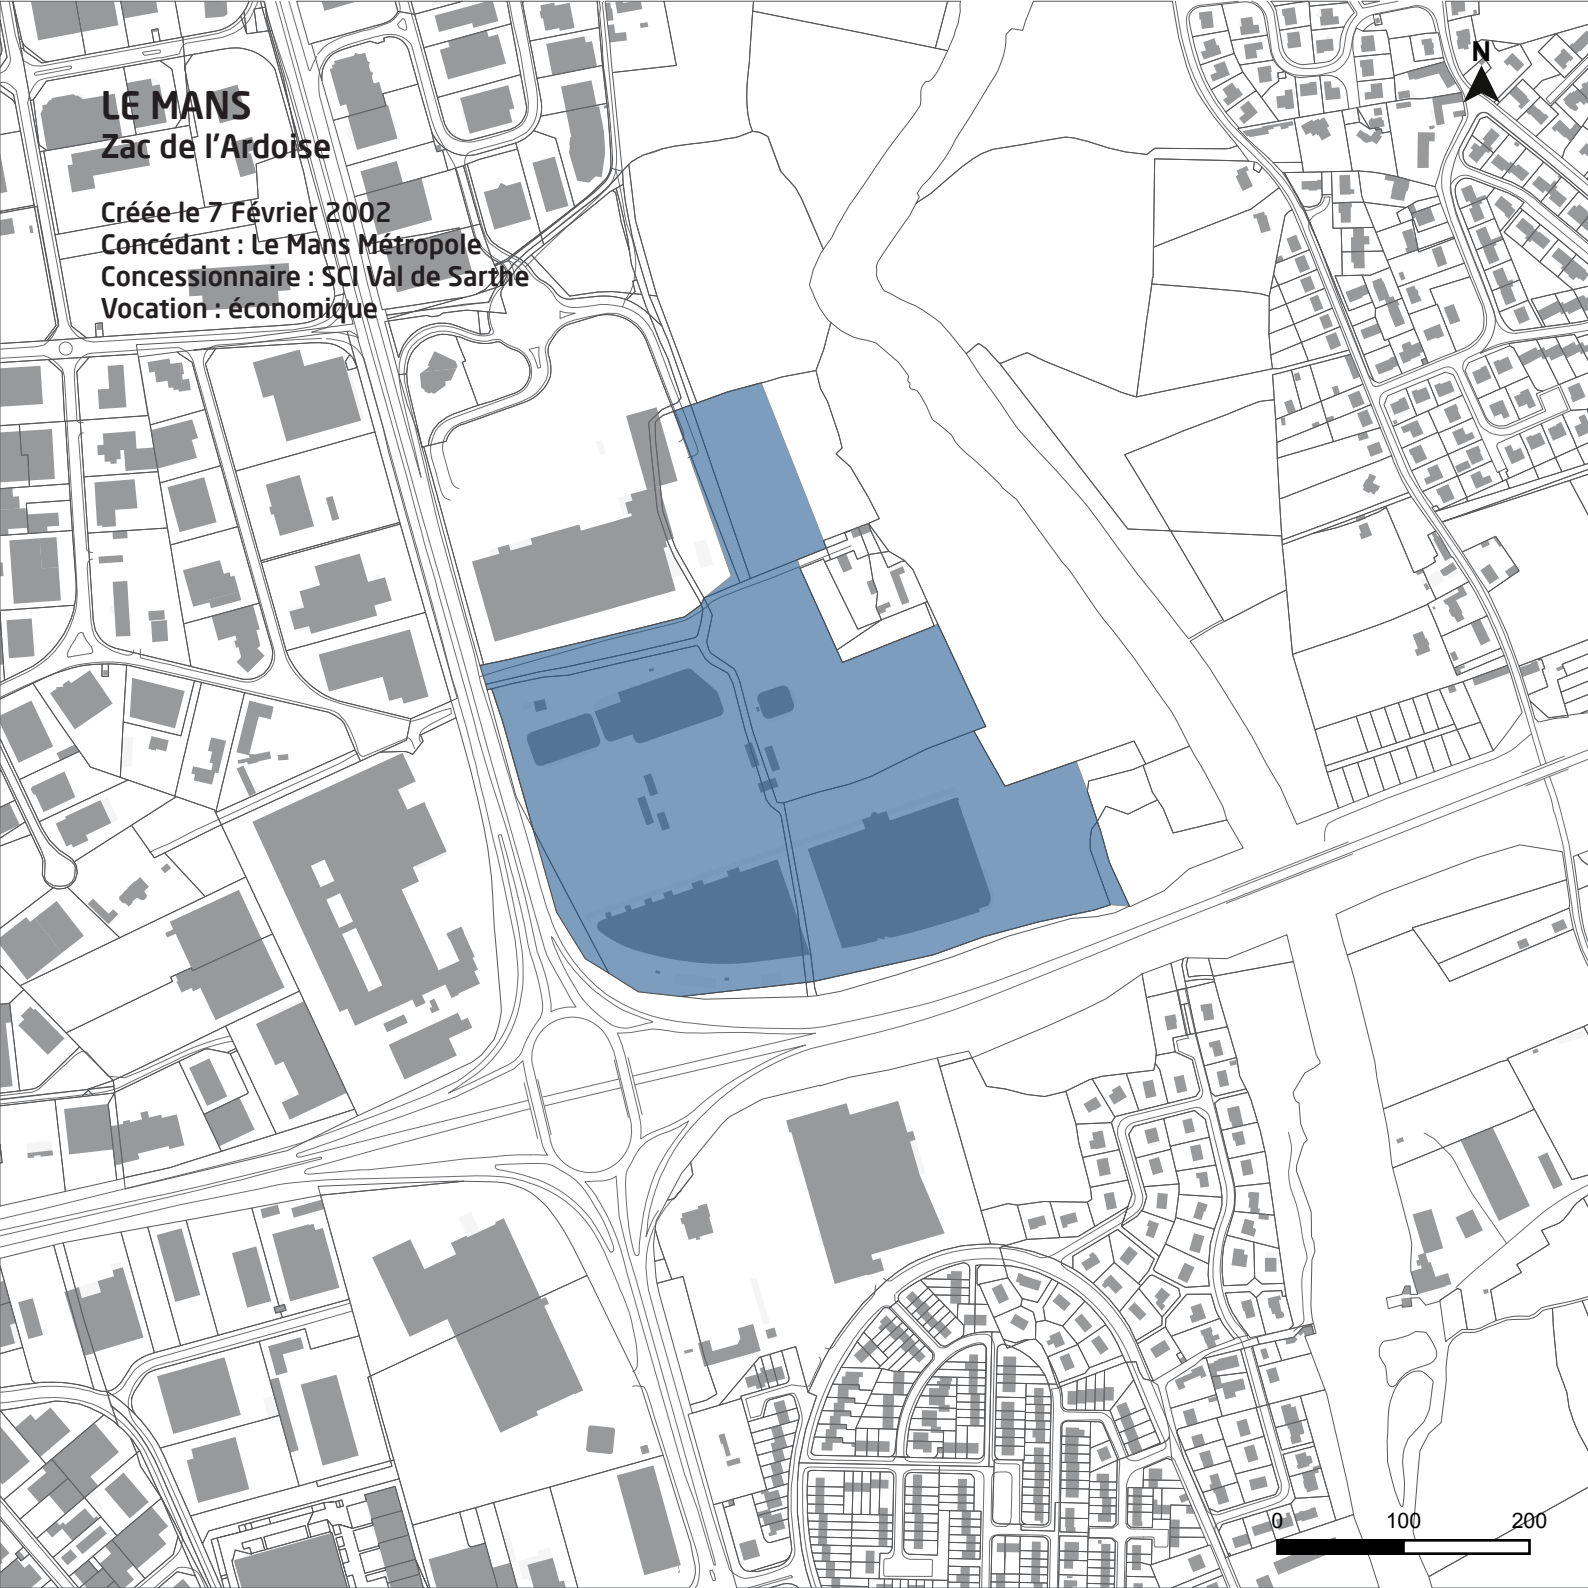 LE MANS
Zac de l'Ardoise
Créée le 7 Février 2002
Concédant : Le Mans Métropole
Concessionnaire : SCI Val de Sarthe
Vocation : économique
N
0 100 200